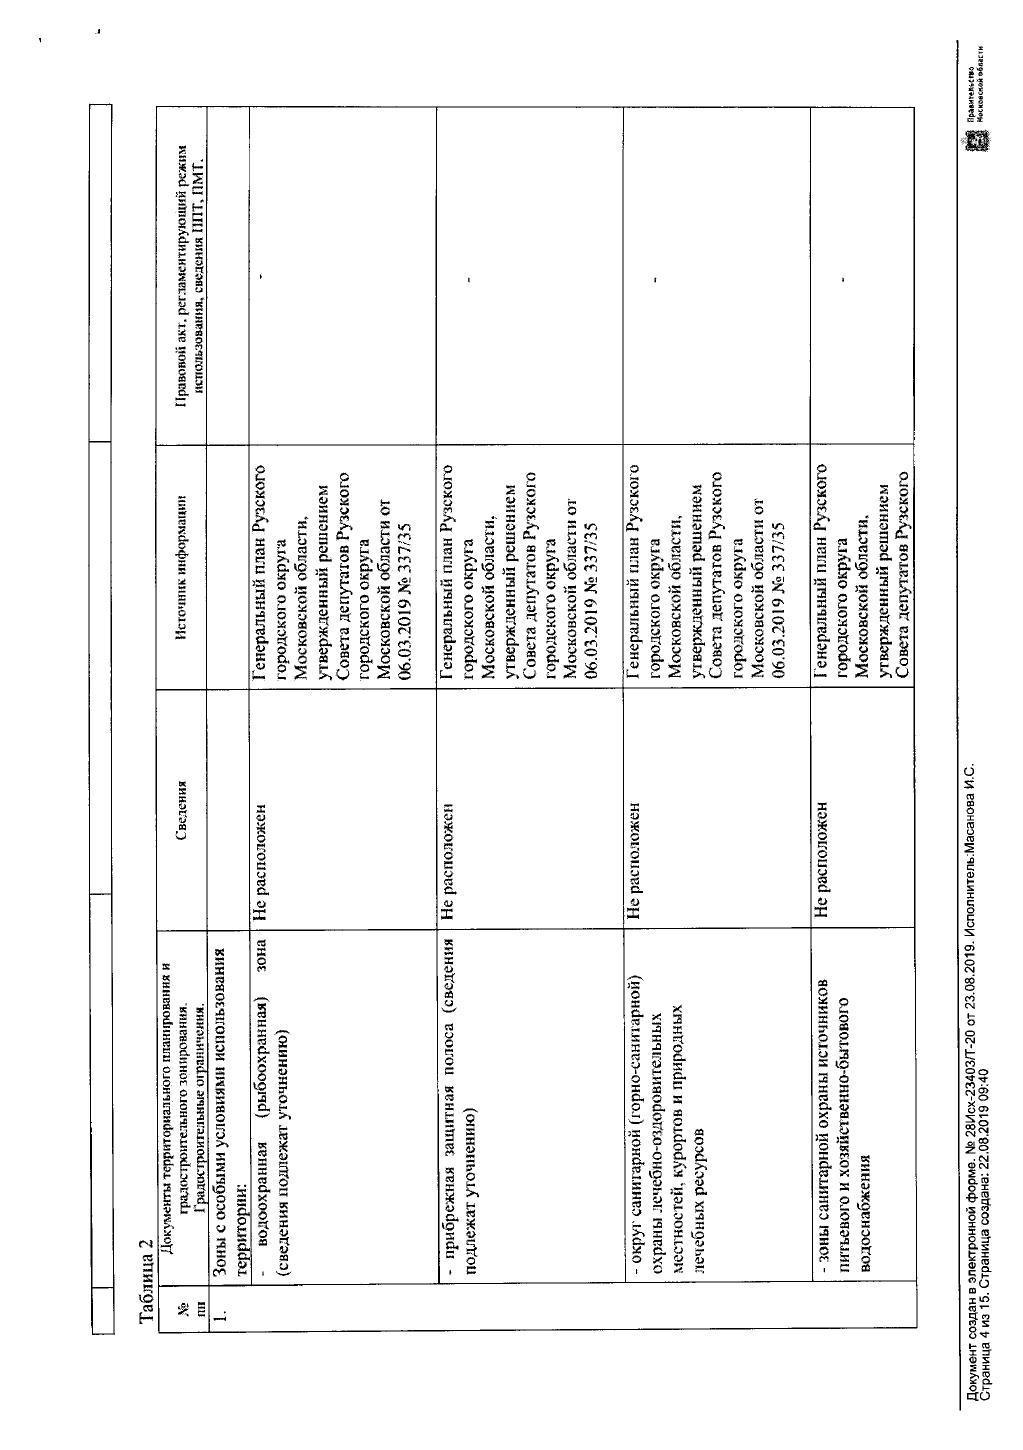 Таблица 2
№
пп
Документы территориального планирования и
градостроительного зонирования.
Градостроительные ограничения.
Сведения
Источник информации
Правовой акт, регламентирующий режим
использования, сведения ППТ, ПМТ.
1.
Зоны с особыми условиями использования
территории:
- водоохранная (рыбоохранная) зона
(сведения подлежат уточнению)
Не расположен
Генеральный план Рузского
городского округа
Московской области,
утвержденный решением
Совета депутатов Рузского
городского округа
Московской области от
06.03.2019 № 337/35
-
- прибрежная защитная полоса (сведения
подлежат уточнению)
Не расположен
Генеральный план Рузского
городского округа
Московской области,
утвержденный решением
Совета депутатов Рузского
городского округа
Московской области от
06.03.2019 № 337/35
-
- округ санитарной (горно-санитарной)
охраны лечебно-оздоровительных
местностей, курортов и природных
лечебных ресурсов
Не расположен
Генеральный план Рузского
городского округа
Московской области,
утвержденный решением
Совета депутатов Рузского
городского округа
Московской области от
06.03.2019 № 337/35
-
- зоны санитарной охраны источников
питьевого и хозяйственно-бытового
водоснабжения
Не расположен
Генеральный план Рузского
городского округа
Московской области,
утвержденный решением
Совета депутатов Рузского
-
Документ создан в электронной форме. № 28Исх-23403/Т-20 от 23.08.2019. Исполнитель:Масанова И.С.
Страница 4 из 15. Страница создана: 22.08.2019 09:40
Правительство
Московской области